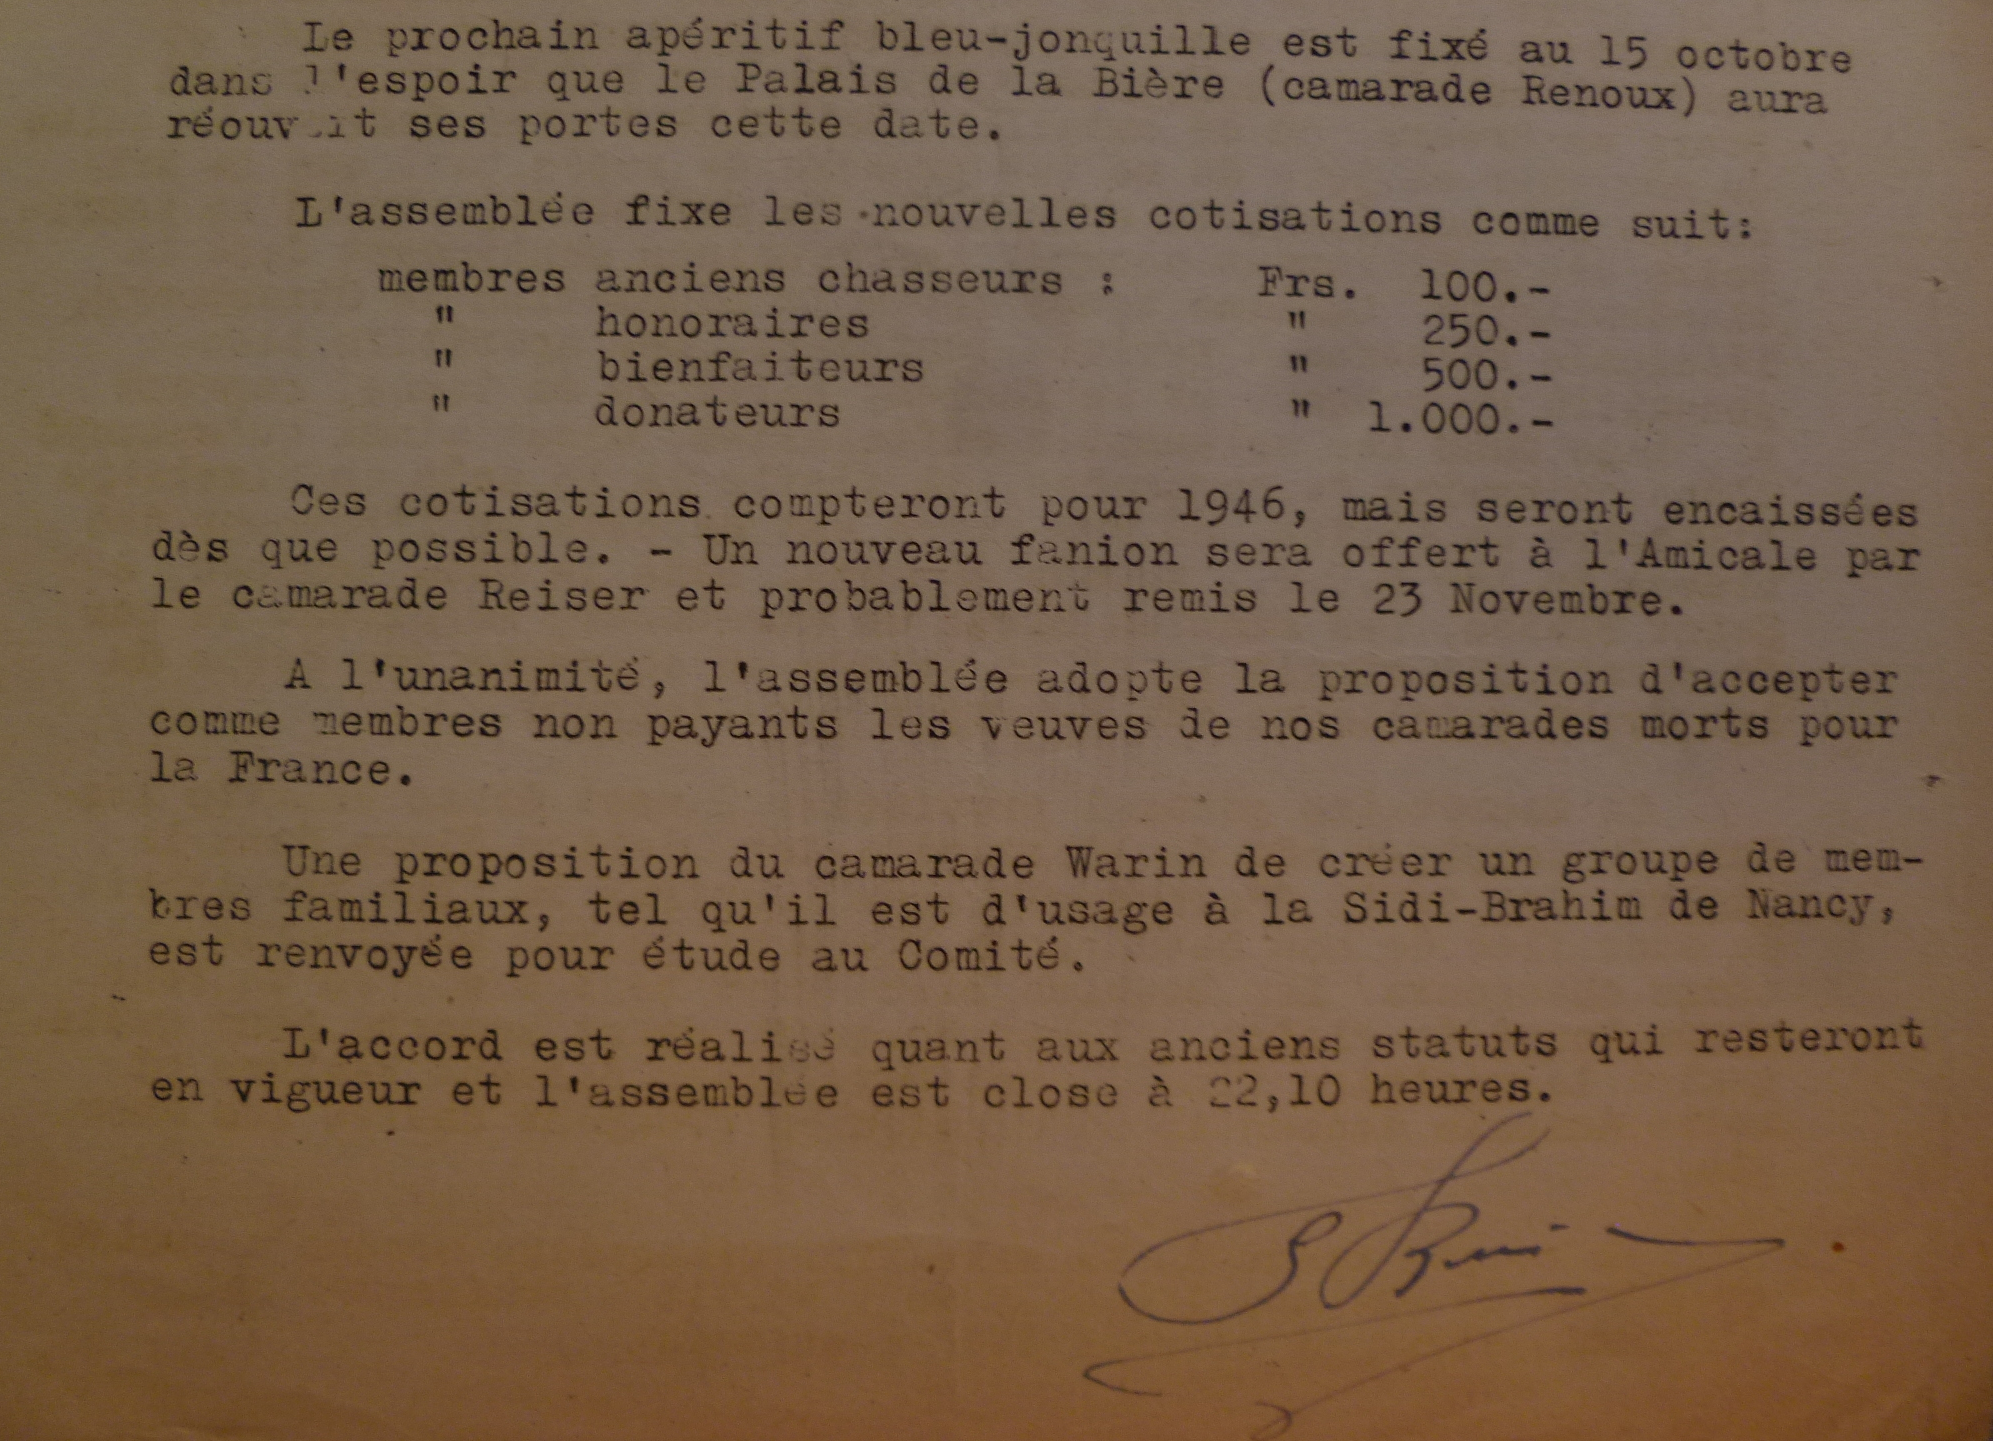 Le prochain apéritif bleu-jonquille est fixé au 15 octobre
dans l'espoir que le Palais de la Bière (camarade Renoux) aura
réouvert ses portes cette date.
L'assemblée fixe les nouvelles cotisations comme suit:
membres anciens chasseurs : Frs. 100.-
" honoraires " 250.-
" bienfaiteurs " 500.-
" donateurs " 1.000.-
Ces cotisations compteront pour 1946, mais seront encaissées
dès que possible. - Un nouveau fanion sera offert à l'Amicale par
le camarade Reiser et probablement remis le 23 Novembre.
A l'unanimité, l'assemblée adopte la proposition d'accepter
comme membres non payants les veuves de nos camarades morts pour
la France.
Une proposition du camarade Warin de créer un groupe de mem-
bres familiaux, tel qu'il est d'usage à la Sidi-Brahim de Nancy,
est renvoyée pour étude au Comité.
L'accord est réalisé quant aux anciens statuts qui resteront
en vigueur et l'assemblée est close à 22,10 heures.